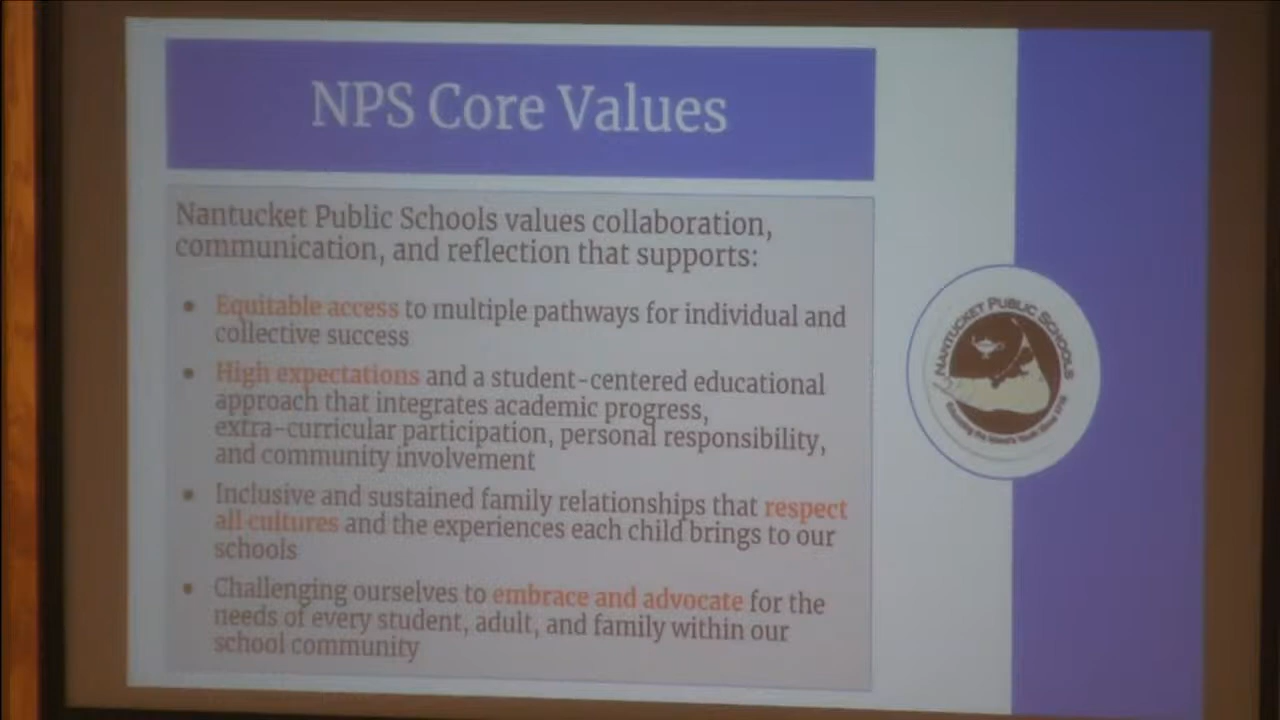 NPS Core Values
Nantucket Public Schools values collaboration,
communication, and reflection that supports:
• Equitable access to multiple pathways for individual and
collective success
• High expectations and a student-centered educational
approach that integrates academic progress,
extra-curricular participation, personal responsibility,
and community involvement
• Inclusive and sustained family relationships that respect
all cultures and the experiences each child brings to our
schools
• Challenging ourselves to embrace and advocate for the
needs of every student, adult, and family within our
school community
NANTUCKET PUBLIC SCHOOLS